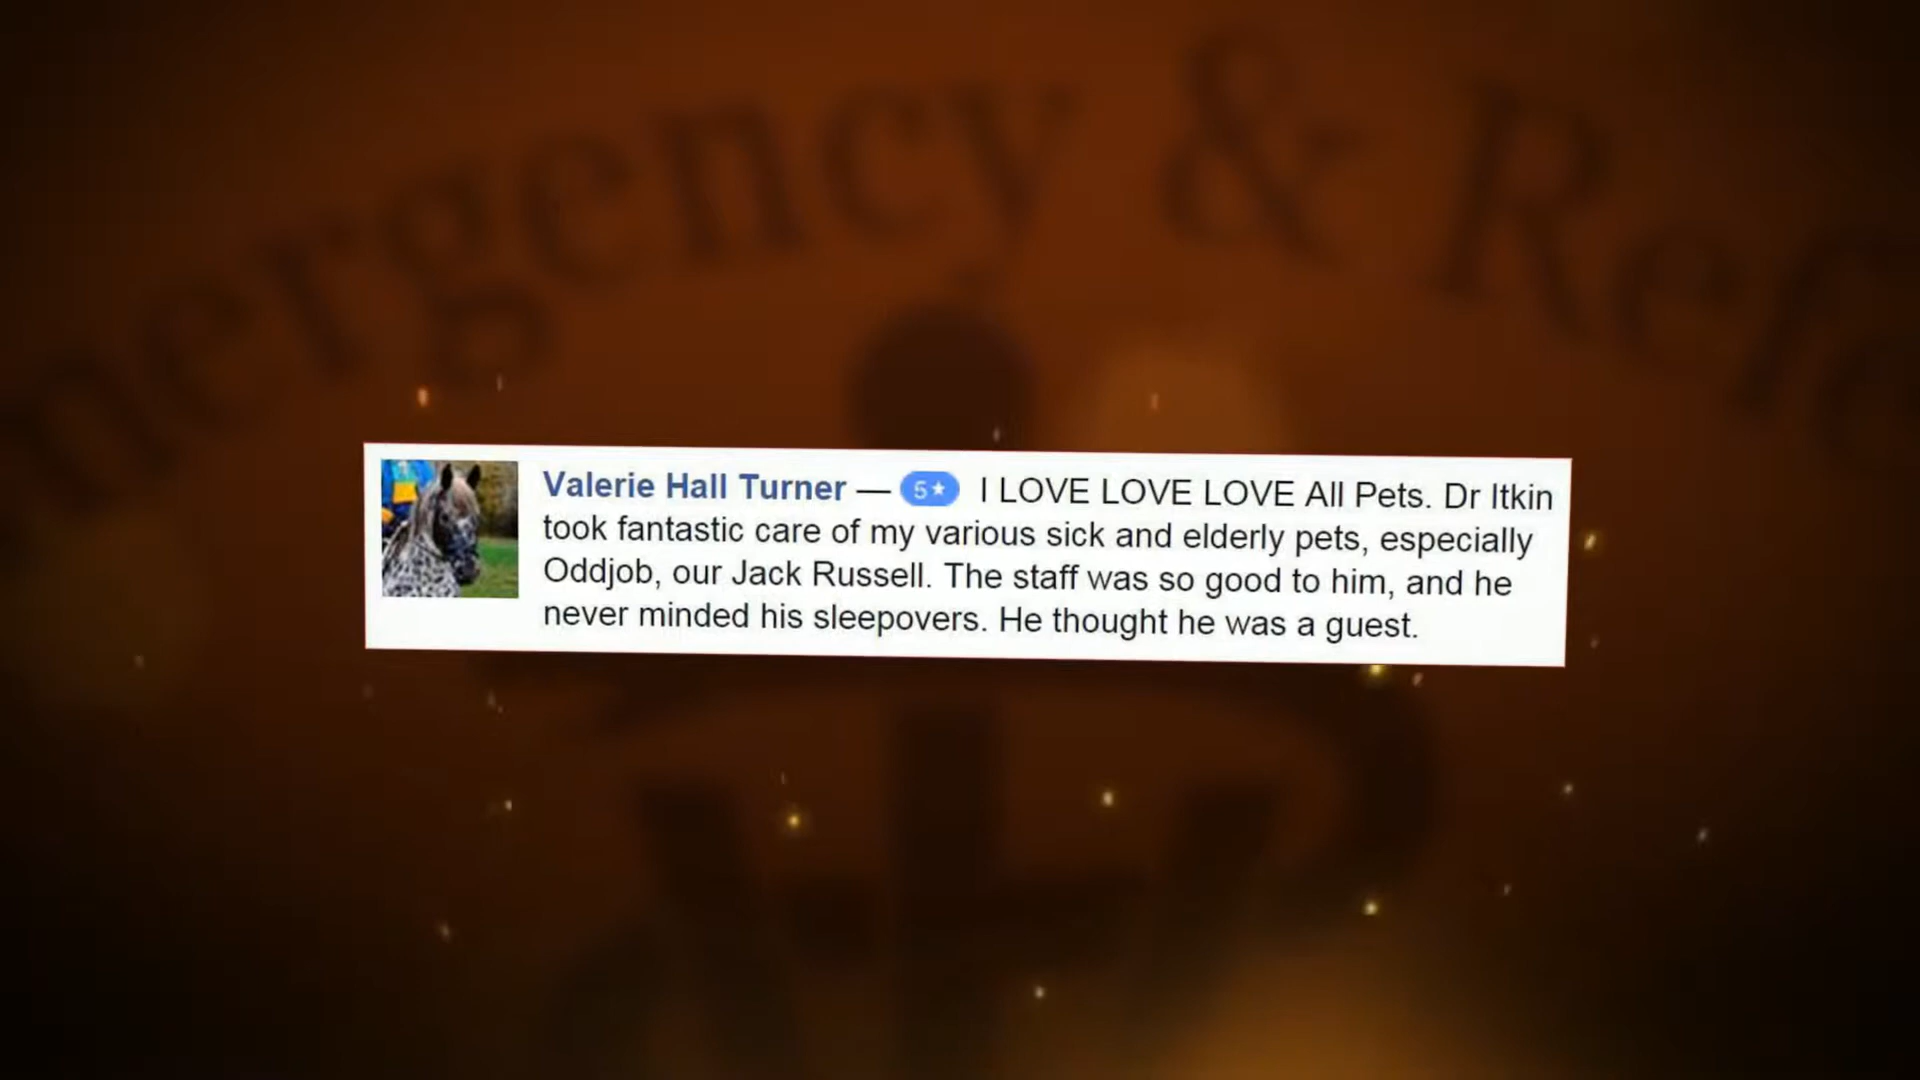 ergency & Re
Valerie Hall Turner — 5★ I LOVE LOVE LOVE All Pets. Dr Itkin
took fantastic care of my various sick and elderly pets, especially
Oddjob, our Jack Russell. The staff was so good to him, and he
never minded his sleepovers. He thought he was a guest.